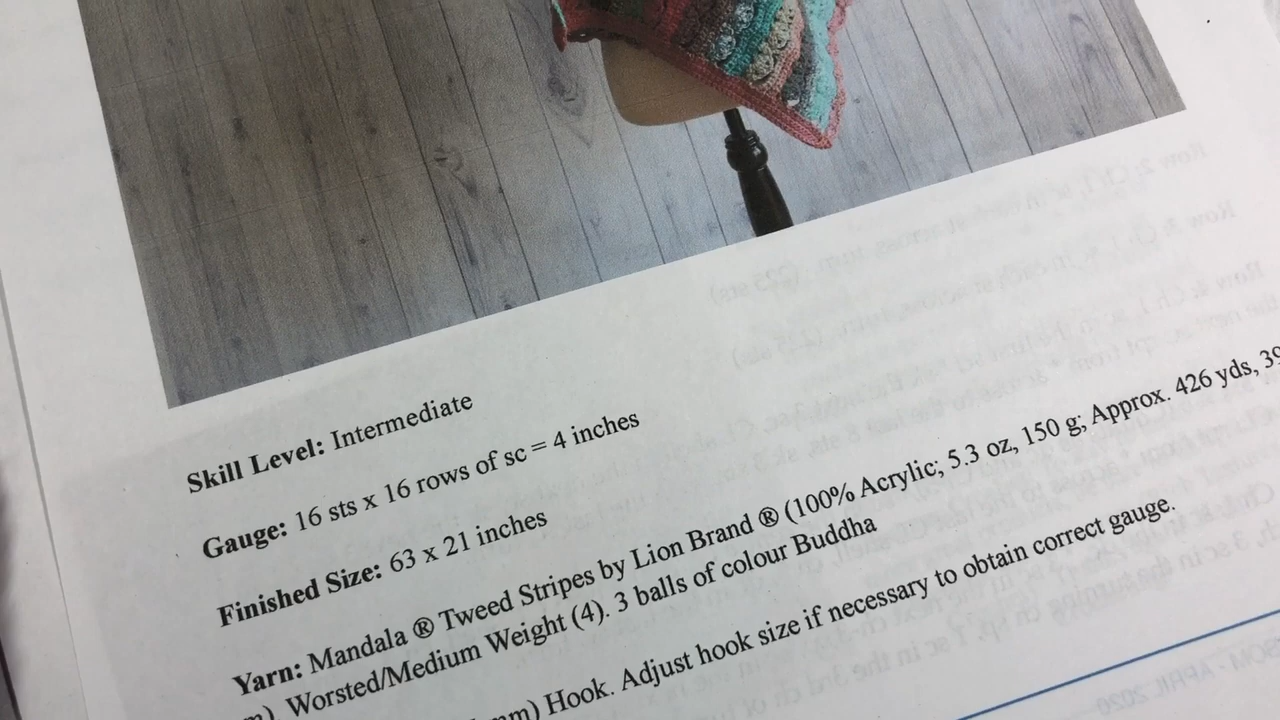 Skill Level: Intermediate
Gauge: 16 sts x 16 rows of sc = 4 inches
Finished Size: 63 x 21 inches
Yarn: Mandala ® Tweed Stripes by Lion Brand ® (100% Acrylic; 5.3 oz, 150 g; Approx. 426 yds, 39
m) Worsted/Medium Weight (4). 3 balls of colour Buddha
mm) Hook. Adjust hook size if necessary to obtain correct gauge.